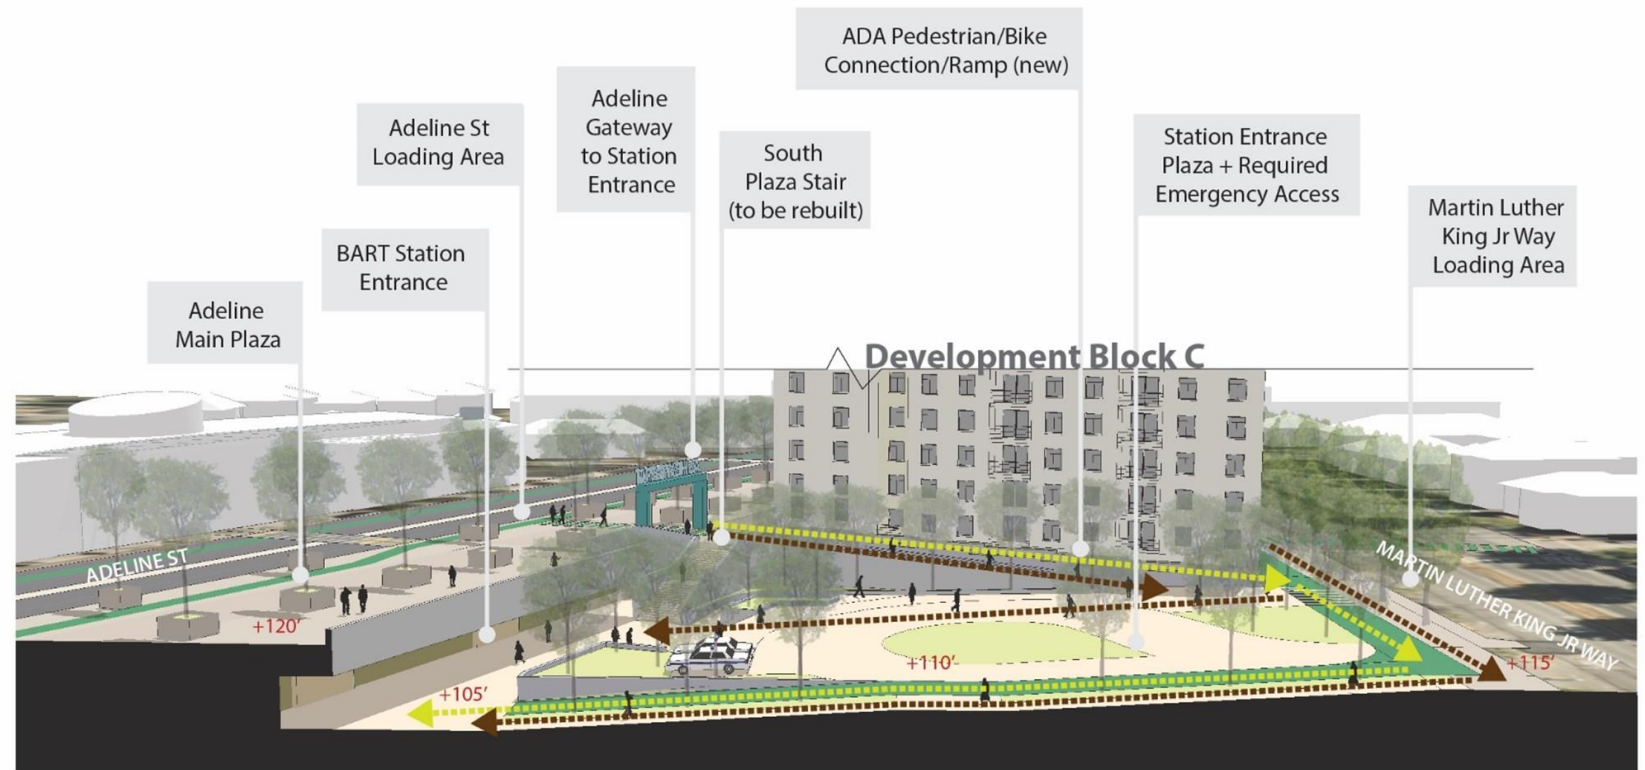 ADA Pedestrian/Bike
Connection/Ramp (new)
Adeline
Gateway
to Station
Entrance
Adeline St
Loading Area
South
Plaza Stair
(to be rebuilt)
Station Entrance
Plaza + Required
Emergency Access
Martin Luther
King Jr Way
Loading Area
BART Station
Entrance
Adeline
Main Plaza
Development Block C
ADELINE ST
MARTIN LUTHER KING JR WAY
+120'
+110'
+115'
+105'